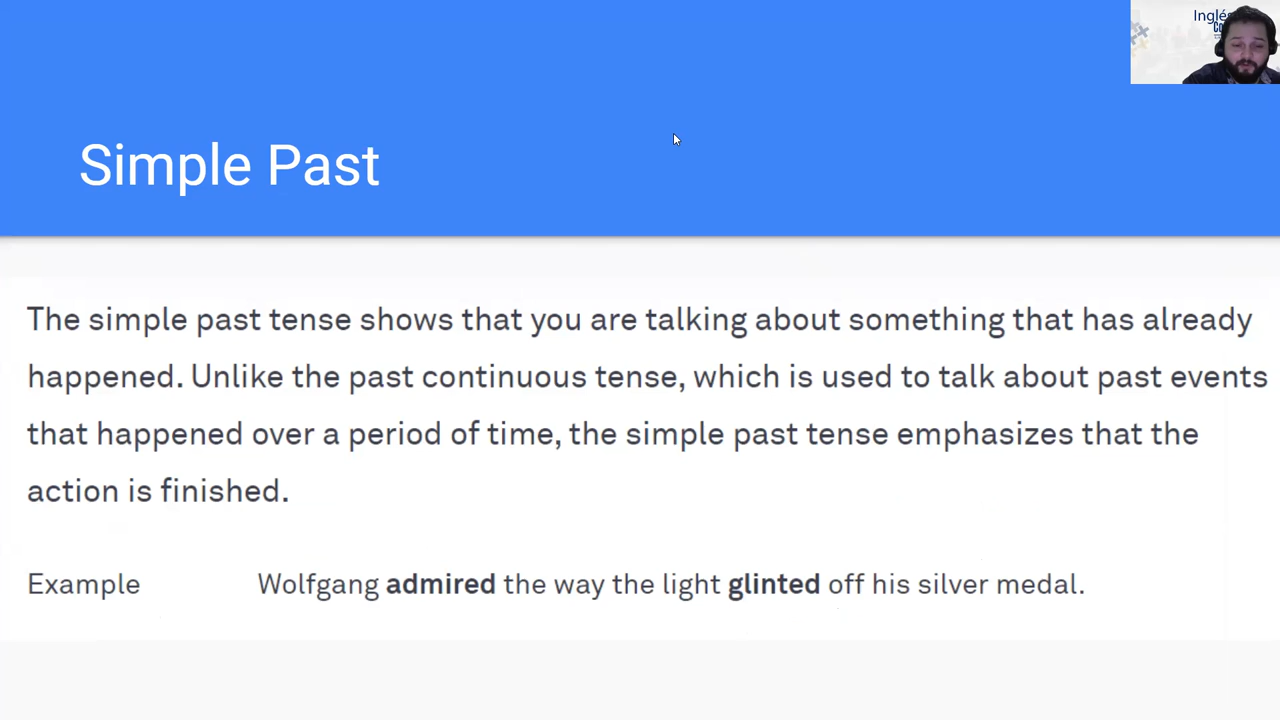 Inglés
Simple Past
The simple past tense shows that you are talking about something that has already
happened. Unlike the past continuous tense, which is used to talk about past events
that happened over a period of time, the simple past tense emphasizes that the
action is finished.
Example Wolfgang admired the way the light glinted off his silver medal.